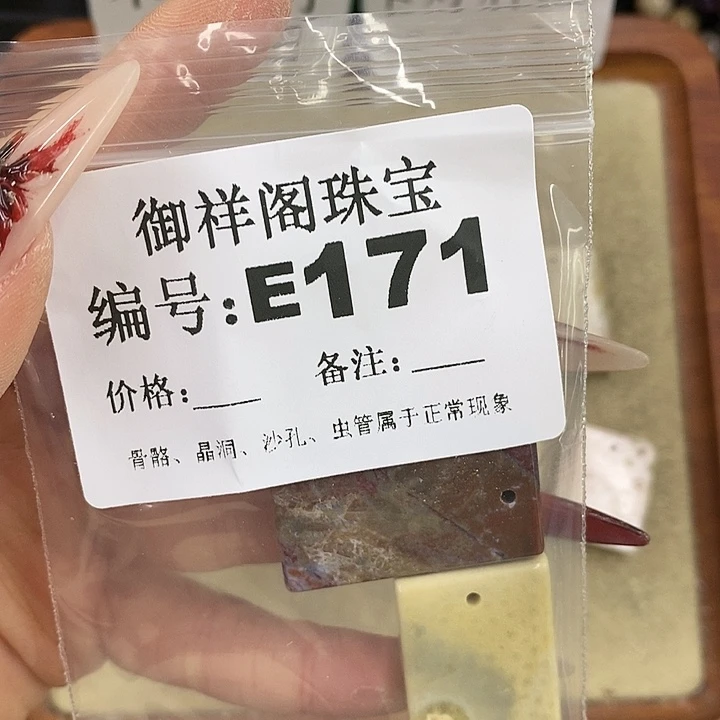 御祥阁珠宝
编号:E171
价格:____ 备注:____
骨骼、晶洞、沙孔、虫管属于正常现象